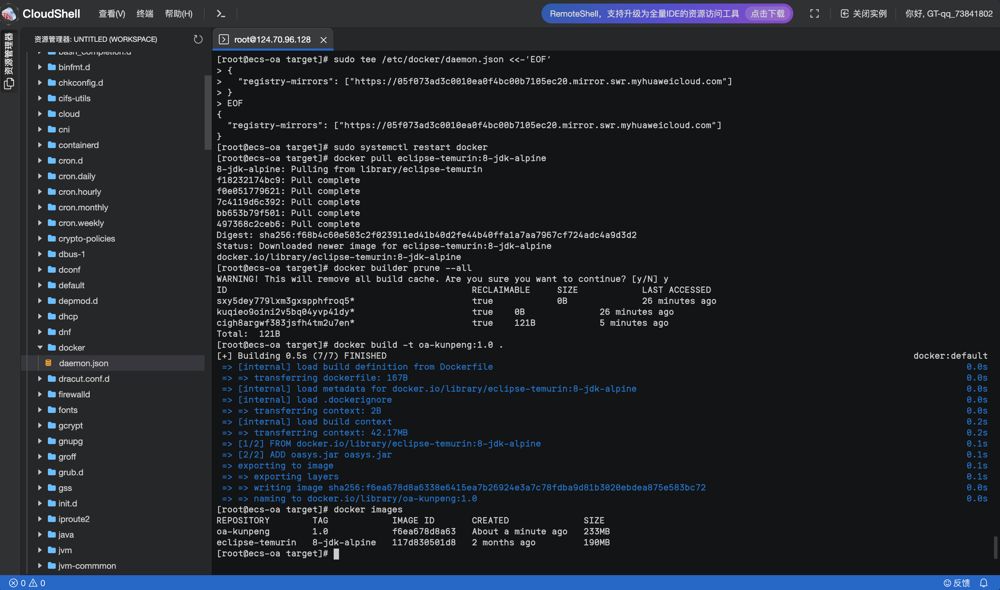 CloudShell 查看(V) 终端 帮助(H) RemoteShell，支持升级为全量IDE的资源访问工具 点击下载 关闭实例 你好, GT-qq_73841802
资源管理器
资源管理器: UNTITLED (WORKSPACE)
bash_completion.d
binfmt.d
chkconfig.d
cifs-utils
cloud
cni
containerd
cron.d
cron.daily
cron.hourly
cron.monthly
cron.weekly
crypto-policies
dbus-1
dconf
default
depmod.d
dhcp
dnf
docker
daemon.json
dracut.conf.d
firewalld
fonts
gcrypt
gnupg
groff
grub.d
gss
init.d
iproute2
java
jvm
jvm-commmon
root@124.70.96.128
[root@ecs-oa target]# sudo tee /etc/docker/daemon.json <<-'EOF'
> {
>   "registry-mirrors": ["https://05f073ad3c0010ea0f4bc00b7105ec20.mirror.swr.myhuaweicloud.com"]
> }
> EOF
{
  "registry-mirrors": ["https://05f073ad3c0010ea0f4bc00b7105ec20.mirror.swr.myhuaweicloud.com"]
}
[root@ecs-oa target]# sudo systemctl restart docker
[root@ecs-oa target]# docker pull eclipse-temurin:8-jdk-alpine
8-jdk-alpine: Pulling from library/eclipse-temurin
f18232174bc9: Pull complete
f0e051779621: Pull complete
7c4119d6c392: Pull complete
bb653b79f501: Pull complete
497368c2ceb6: Pull complete
Digest: sha256:f68b4c60e503c2f023911ed41b40d2fe44b40ffa1a7aa7967cf724adc4a9d3d2
Status: Downloaded newer image for eclipse-temurin:8-jdk-alpine
docker.io/library/eclipse-temurin:8-jdk-alpine
[root@ecs-oa target]# docker builder prune --all
WARNING! This will remove all build cache. Are you sure you want to continue? [y/N] y
ID RECLAIMABLE SIZE LAST ACCESSED
sxy5dey779lxm3gxspphfroq5* true 0B 26 minutes ago
kuqieo9oini2v5bq04yvp41dy* true 0B 26 minutes ago
cigh8argwf383jsfh4tm2u7en* true 121B 5 minutes ago
Total:  121B
[root@ecs-oa target]# docker build -t oa-kunpeng:1.0 .
[+] Building 0.5s (7/7) FINISHED docker:default
=> [internal] load build definition from Dockerfile 0.0s
=> => transferring dockerfile: 167B 0.0s
=> [internal] load metadata for docker.io/library/eclipse-temurin:8-jdk-alpine 0.0s
=> [internal] load .dockerignore 0.0s
=> => transferring context: 2B 0.0s
=> [internal] load build context 0.2s
=> => transferring context: 42.17MB 0.2s
=> [1/2] FROM docker.io/library/eclipse-temurin:8-jdk-alpine 0.1s
=> [2/2] ADD oasys.jar oasys.jar 0.1s
=> exporting to image 0.1s
=> => exporting layers 0.1s
=> => writing image sha256:f6ea678d8a6338e6415ea7b26924e3a7c78fdba9d81b3020ebdea875e583bc72 0.0s
=> => naming to docker.io/library/oa-kunpeng:1.0 0.0s
[root@ecs-oa target]# docker images
REPOSITORY TAG IMAGE ID CREATED SIZE
oa-kunpeng 1.0 f6ea678d8a63 About a minute ago 233MB
eclipse-temurin 8-jdk-alpine 117d830501d8 2 months ago 190MB
[root@ecs-oa target]#
0 0 反馈